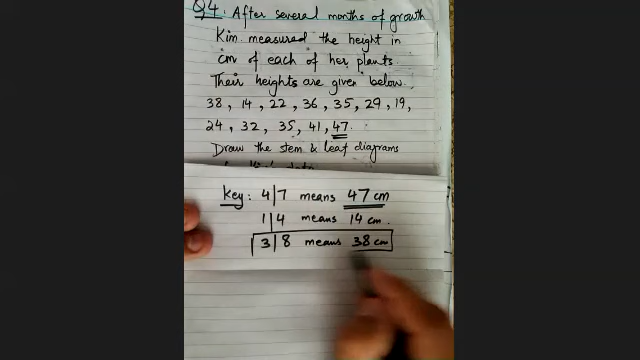 Q4. After several months of growth
Kim measured the height in
cm of each of her plants.
Their heights are given below.
38, 14, 22, 36, 35, 29, 19,
24, 32, 35, 41, 47.
Draw the stem & leaf diagrams
Key: 4|7 means 47 cm
1|4 means 14 cm.
3|8 means 38 cm